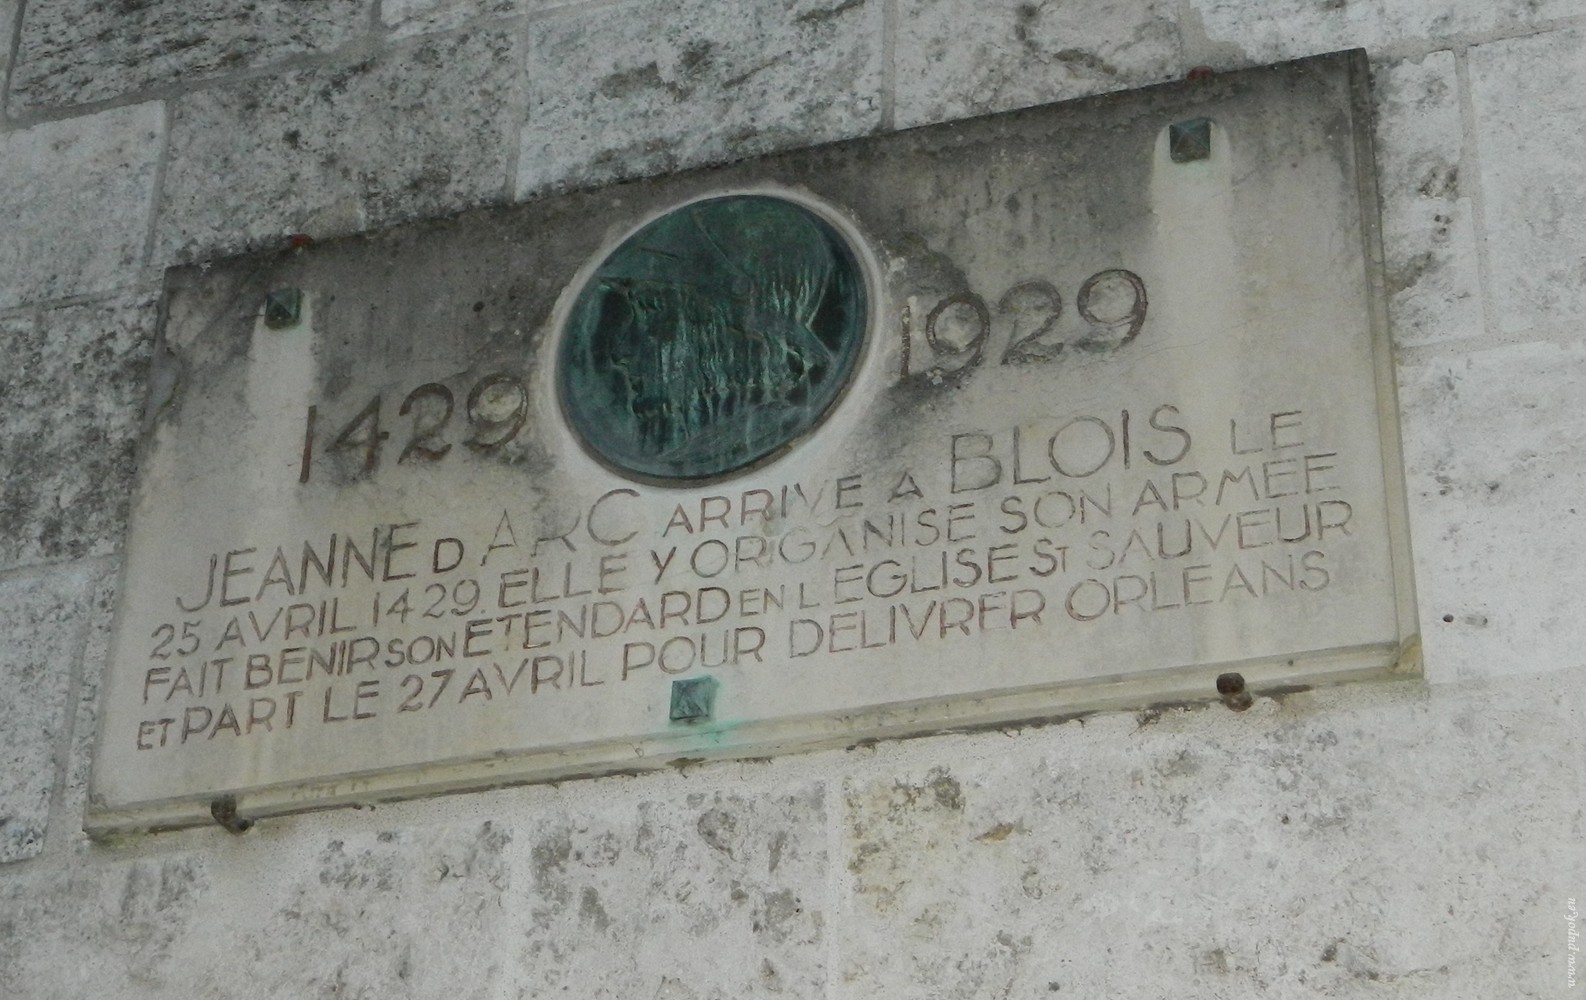 1429 1929
JEANNE D ARC ARRIVE A BLOIS LE
25 AVRIL 1429. ELLE Y ORGANISE SON ARMEE
FAIT BENIR SON ETENDARD EN L EGLISE ST SAUVEUR
ET PART LE 27 AVRIL POUR DELIVRER ORLEANS